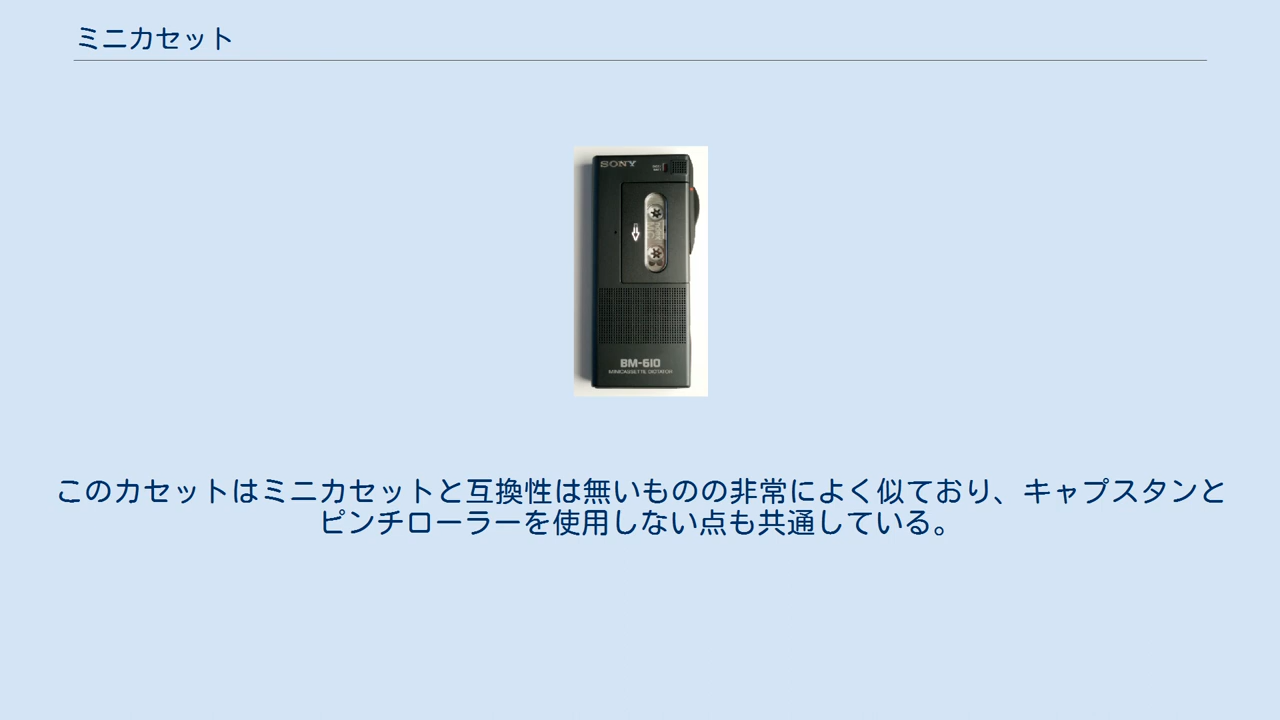 ミニカセット
SONY
BM-610
MINICASSETTE DICTATOR
このカセットはミニカセットと互換性は無いものの非常によく似ており、キャプスタンと
ピンチローラーを使用しない点も共通している。